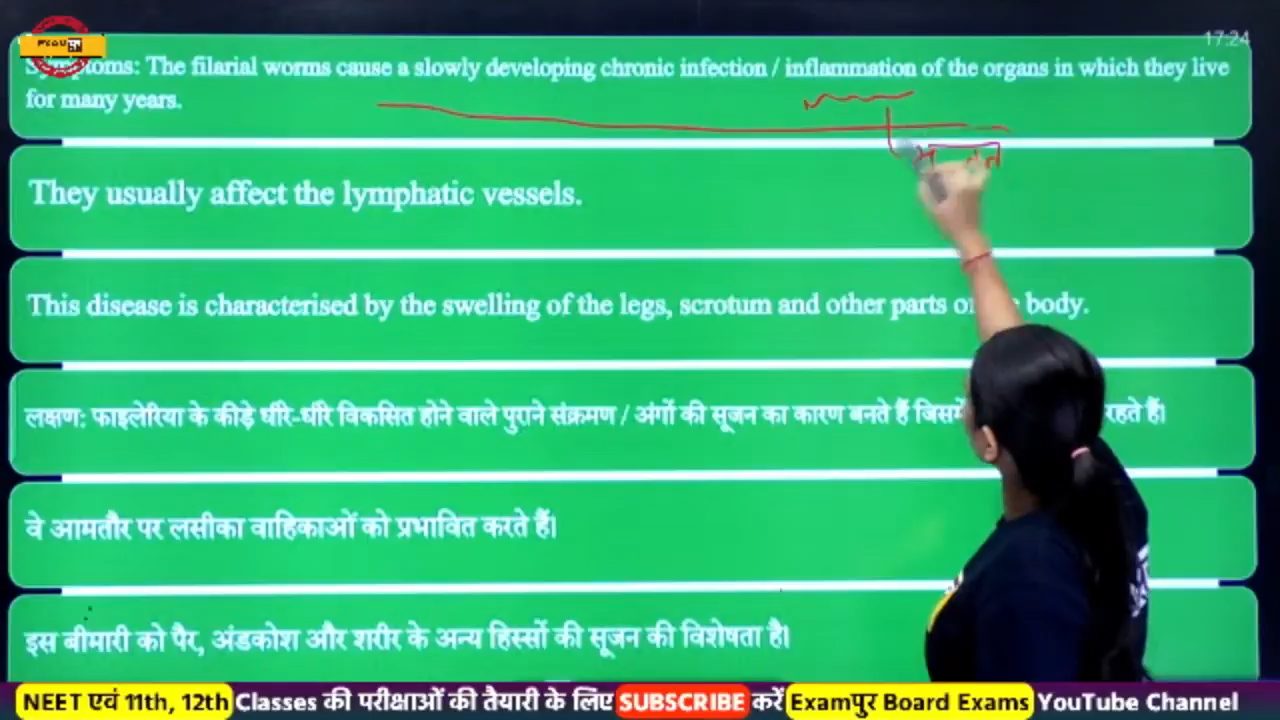 17:24
Symptoms: The filarial worms cause a slowly developing chronic infection / inflammation of the organs in which they live
for many years.
They usually affect the lymphatic vessels.
This disease is characterised by the swelling of the legs, scrotum and other parts body.
लक्षण: फाइलेरिया के कीड़े धीरे-धीरे विकसित होने वाले पुराने संक्रमण / अंगों की सूजन का कारण बनते हैं रहते हैं।
वे आमतौर पर लसीका वाहिकाओं को प्रभावित करते हैं।
इस बीमारी को पैर, अंडकोश और शरीर के अन्य हिस्सों की सूजन की विशेषता है।
NEET एवं 11th, 12th Classes की परीक्षाओं की तैयारी के लिए SUBSCRIBE करें Examपुर Board Exams YouTube Channel